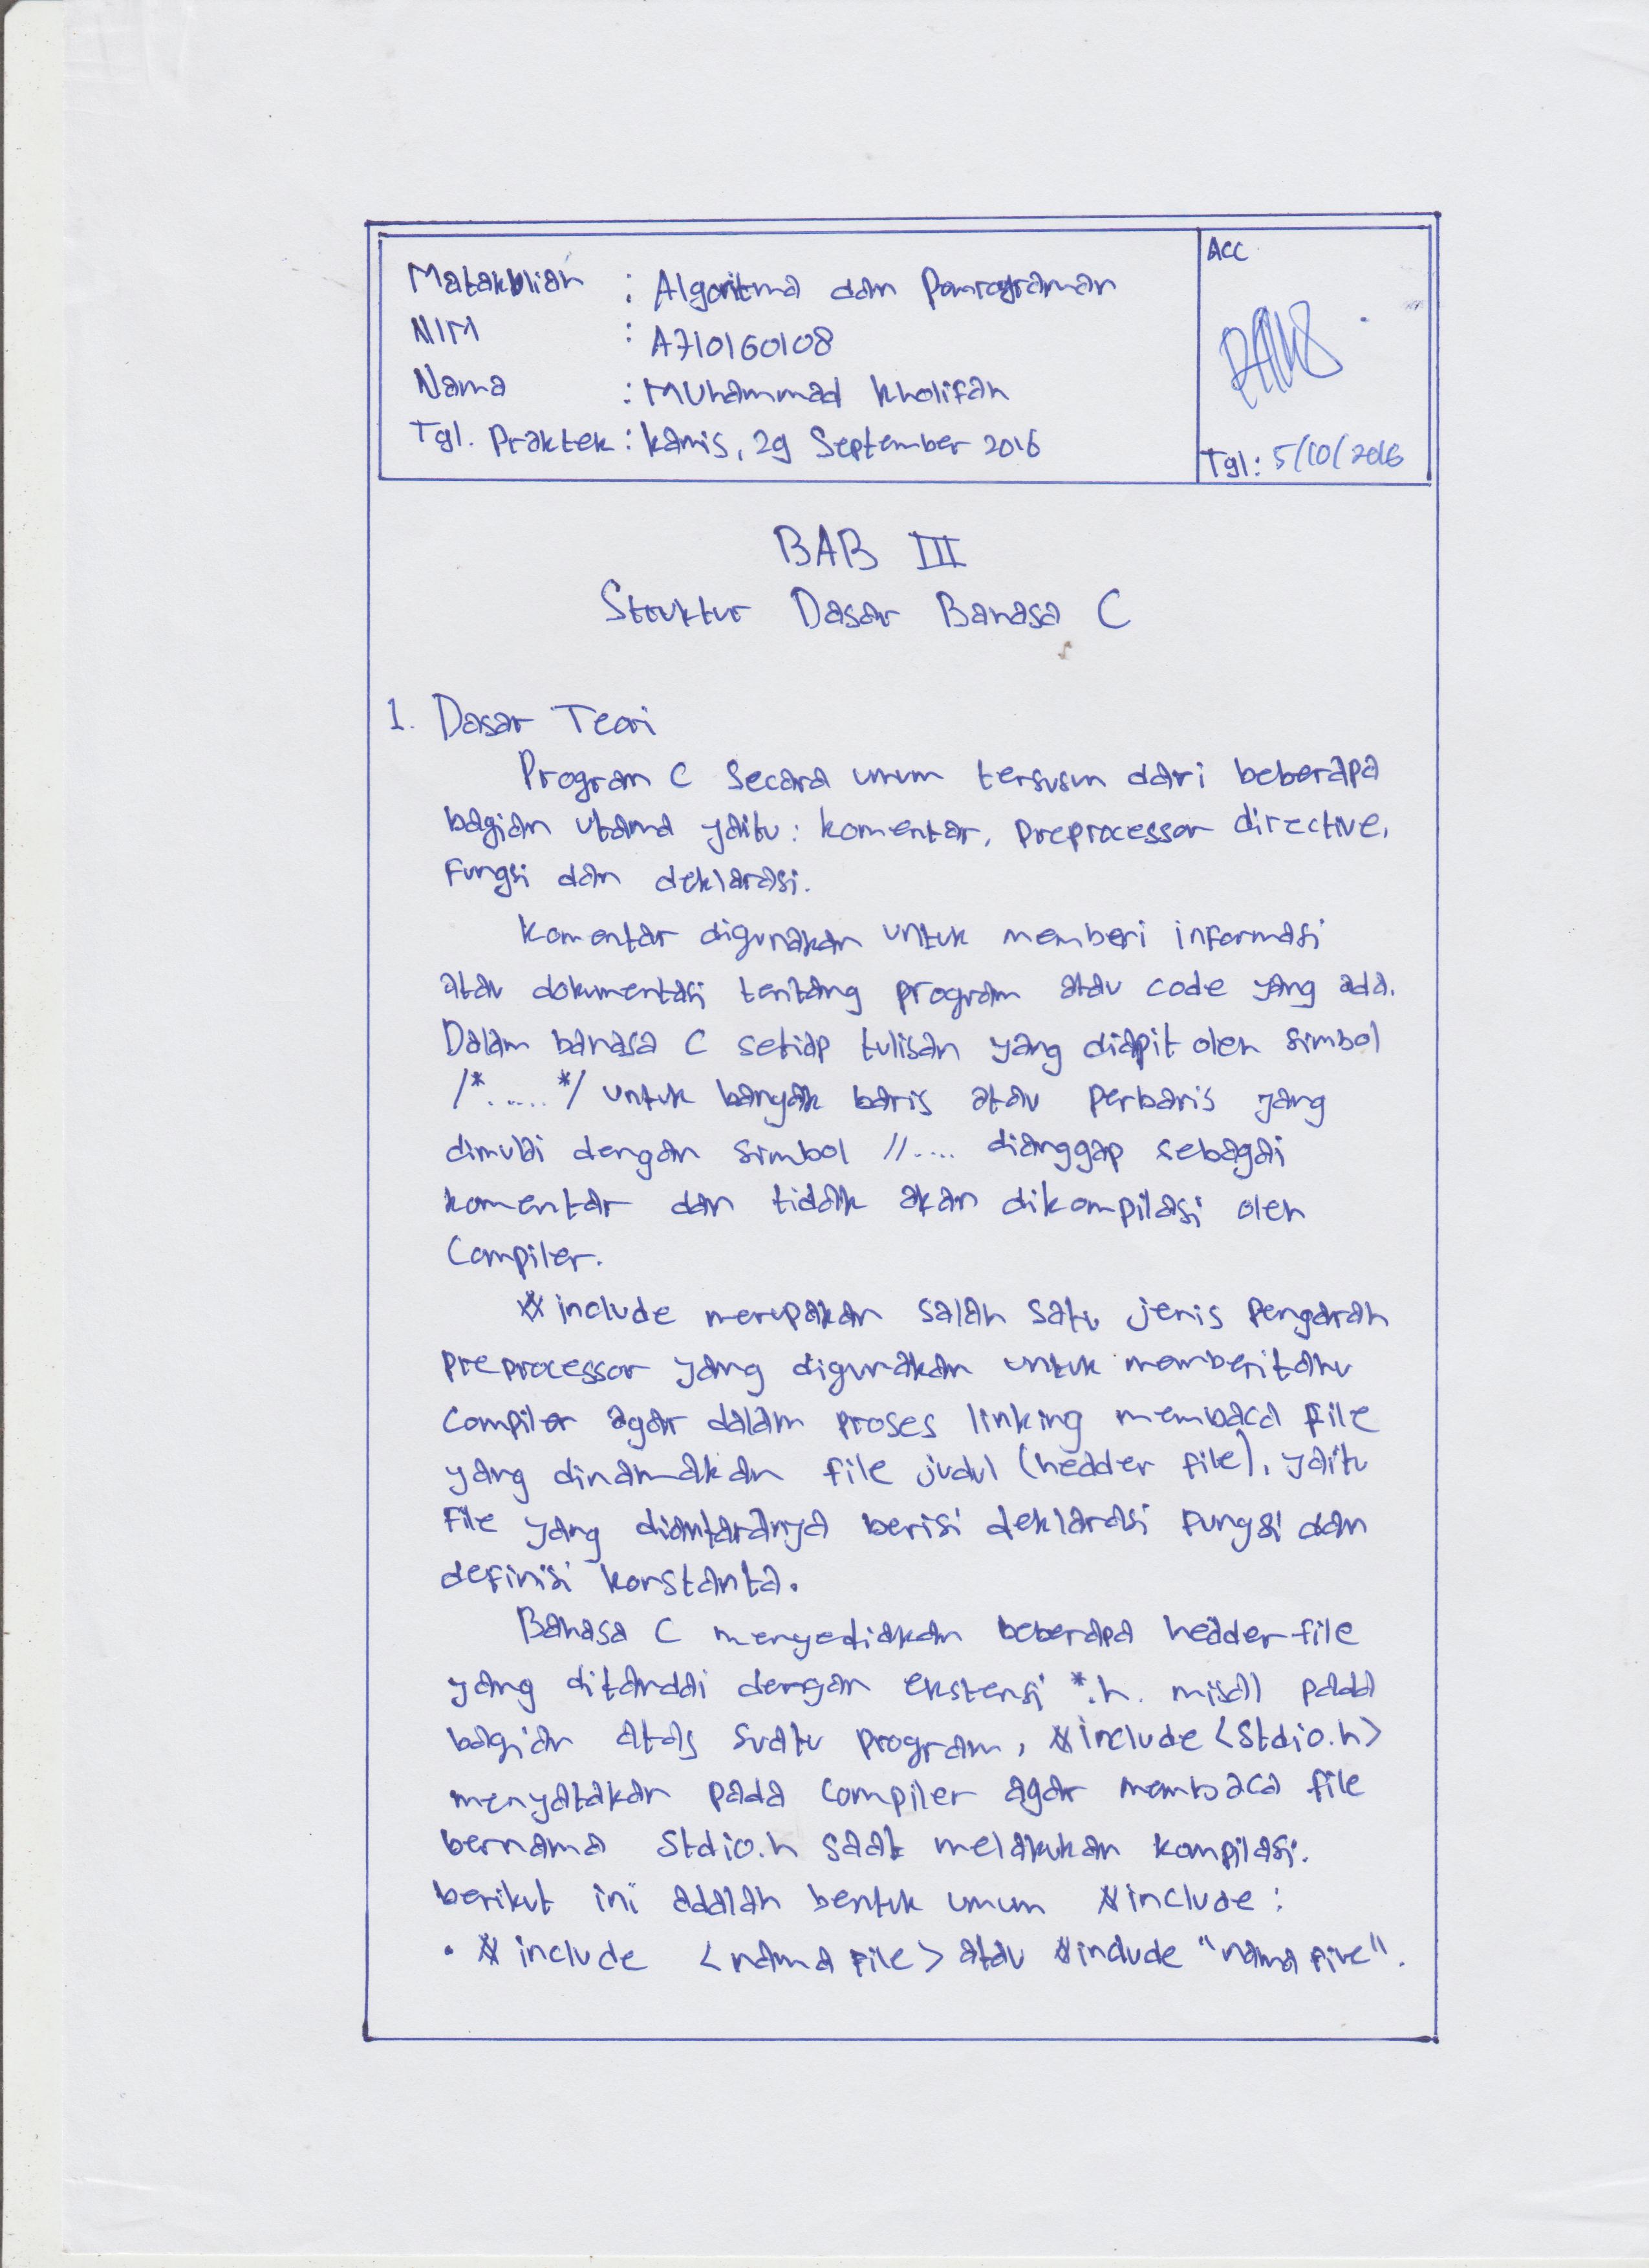 Matakuliah : Algoritma dan Pemrograman
NIM : A710160108
Nama : Muhammad Kholifah
Tgl. Praktek : Kamis, 29 September 2016
ACC
Tgl: 5/10/2016
BAB III
Struktur Dasar Bahasa C
1. Dasar Teori
Program C Secara umum tersusun dari beberapa
bagian utama yaitu: komentar, preprocessor directive,
Fungsi dan deklarasi.
Komentar digunakan untuk memberi informasi
atau dokumentasi tentang program atau code yang ada.
Dalam bahasa C setiap tulisan yang diapit oleh simbol
/*.....*/ untuk banyak baris atau perbaris yang
dimulai dengan simbol //.... dianggap sebagai
komentar dan tidak akan dikompilasi oleh
Compiler.
#include merupakan salah satu jenis pengarah
preprocessor yang digunakan untuk memberitahu
Compiler agar dalam proses linking membaca file
yang dinamakan file judul (headder file), yaitu
file yang diantaranya berisi deklarasi fungsi dan
definisi konstanta.
Bahasa C menyediakan beberapa headder file
yang ditandai dengan ekstensi *.h. misal pada
bagian atas suatu program, #include <Stdio.h>
menyatakan pada Compiler agar membaca file
bernama Stdio.h saat melakukan kompilasi.
berikut ini adalah bentuk umum #include :
• # include <nama file> atau #include "nama file".